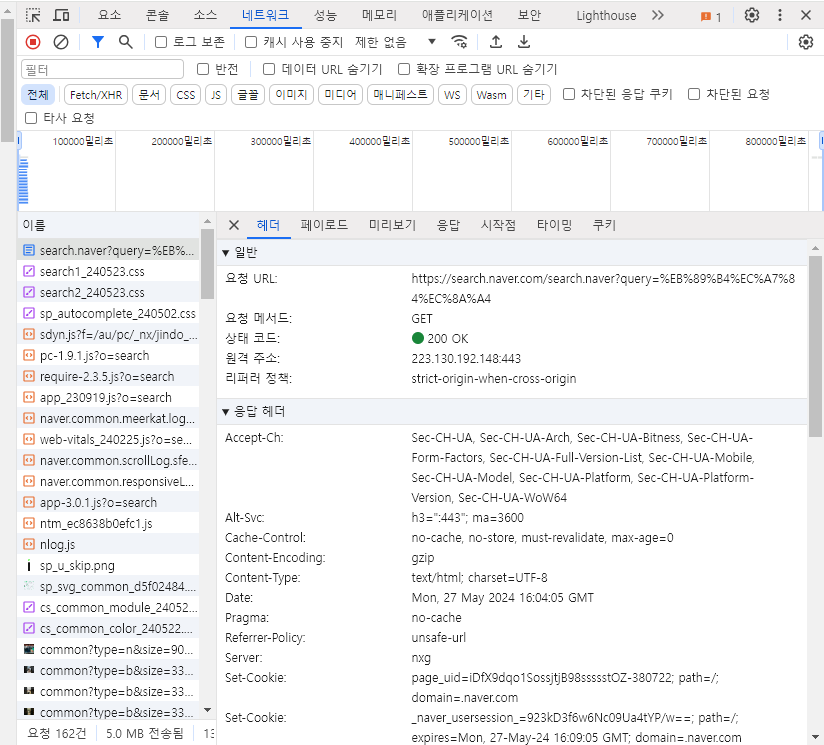 요소 콘솔 소스 네트워크 성능 메모리 애플리케이션 보안 Lighthouse 1
로그 보존 캐시 사용 중지 제한 없음
필터 반전 데이터 URL 숨기기 확장 프로그램 URL 숨기기
전체 Fetch/XHR 문서 CSS JS 글꼴 이미지 미디어 매니페스트 WS Wasm 기타 차단된 응답 쿠키 차단된 요청
타사 요청
100000밀리초 200000밀리초 300000밀리초 400000밀리초 500000밀리초 600000밀리초 700000밀리초 800000밀리초
이름
search.naver?query=%EB%...
search1_240523.css
search2_240523.css
sp_autocomplete_240502.css
sdyn.js?f=/au/pc/_nx/jindo_...
pc-1.9.1.js?o=search
require-2.3.5.js?o=search
app_230919.js?o=search
naver.common.meerkat.log...
web-vitals_240225.js?o=se...
naver.common.scrollLog.sfe...
naver.common.responsiveL...
app-3.0.1.js?o=search
ntm_ec8638b0efc1.js
nlog.js
sp_u_skip.png
sp_svg_common_d5f02484....
cs_common_module_24052...
cs_common_color_240522....
common?type=n&size=90...
common?type=b&size=33...
common?type=b&size=33...
common?type=b&size=33...
요청 162건 5.0 MB 전송됨
헤더 페이로드 미리보기 응답 시작점 타이밍 쿠키
일반
요청 URL: https://search.naver.com/search.naver?query=%EB%89%B4%EC%A7%8
4%EC%8A%A4
요청 메서드: GET
상태 코드: 200 OK
원격 주소: 223.130.192.148:443
리퍼러 정책: strict-origin-when-cross-origin
응답 헤더
Accept-Ch: Sec-CH-UA, Sec-CH-UA-Arch, Sec-CH-UA-Bitness, Sec-CH-UA-
Form-Factors, Sec-CH-UA-Full-Version-List, Sec-CH-UA-Mobile,
Sec-CH-UA-Model, Sec-CH-UA-Platform, Sec-CH-UA-Platform-
Version, Sec-CH-UA-WoW64
Alt-Svc: h3=":443"; ma=3600
Cache-Control: no-cache, no-store, must-revalidate, max-age=0
Content-Encoding: gzip
Content-Type: text/html; charset=UTF-8
Date: Mon, 27 May 2024 16:04:05 GMT
Pragma: no-cache
Referrer-Policy: unsafe-url
Server: nxg
Set-Cookie: page_uid=iDfX9dqo1SossjtjB98ssssstOZ-380722; path=/;
domain=.naver.com
Set-Cookie: _naver_usersession_=923kD3f6w6Nc09Ua4tYP/w==; path=/;
expires=Mon, 27-May-24 16:09:05 GMT; domain=.naver.com